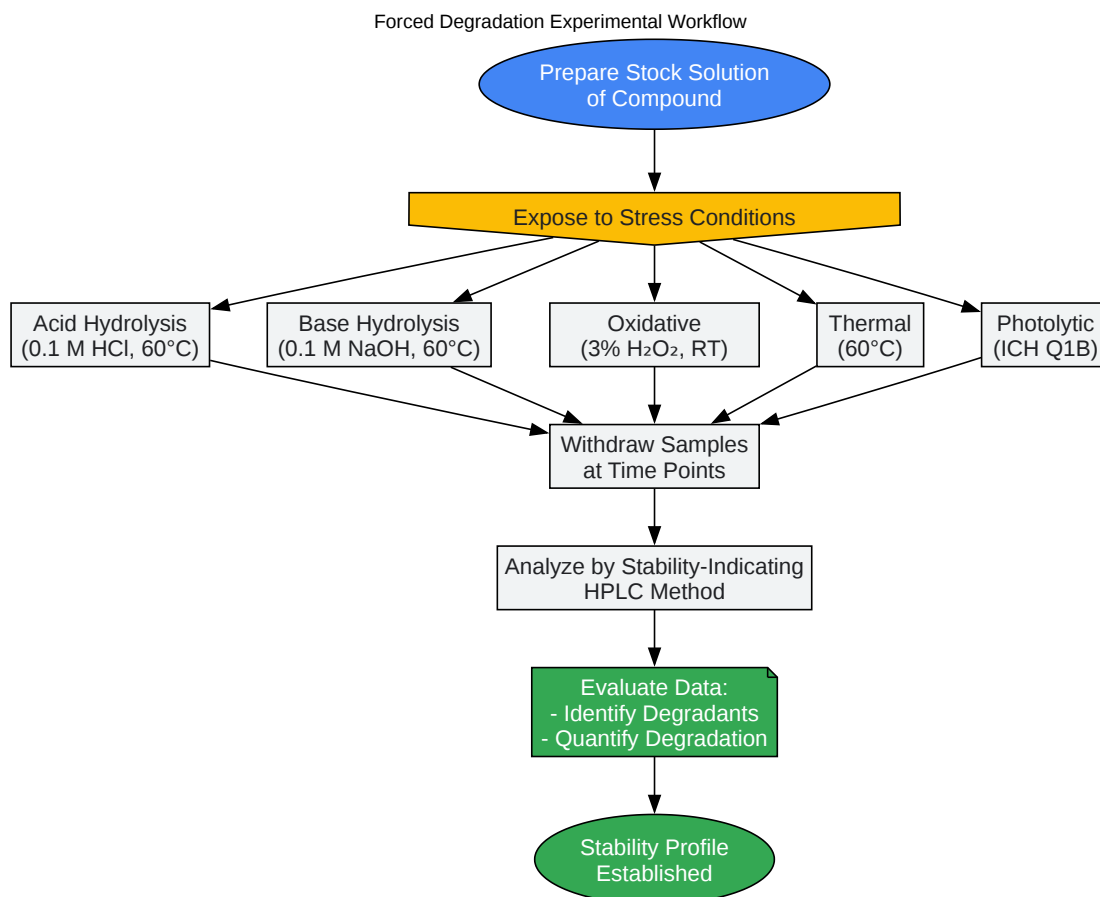 Forced Degradation Experimental Workflow
Prepare Stock Solution
of Compound
Expose to Stress Conditions
Acid Hydrolysis
(0.1 M HCl, 60°C)
Base Hydrolysis
(0.1 M NaOH, 60°C)
Oxidative
(3% H₂O₂, RT)
Thermal
(60°C)
Photolytic
(ICH Q1B)
Withdraw Samples
at Time Points
Analyze by Stability-Indicating
HPLC Method
Evaluate Data:
- Identify Degradants
- Quantify Degradation
Stability Profile
Established